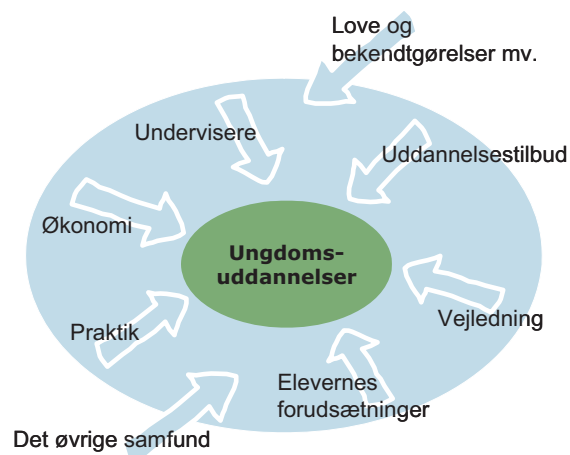 Love og
bekendtgørelser mv.
Undervisere
Uddannelsestilbud
Økonomi
Ungdoms-
uddannelser
Vejledning
Praktik
Elevernes
forudsætninger
Det øvrige samfund